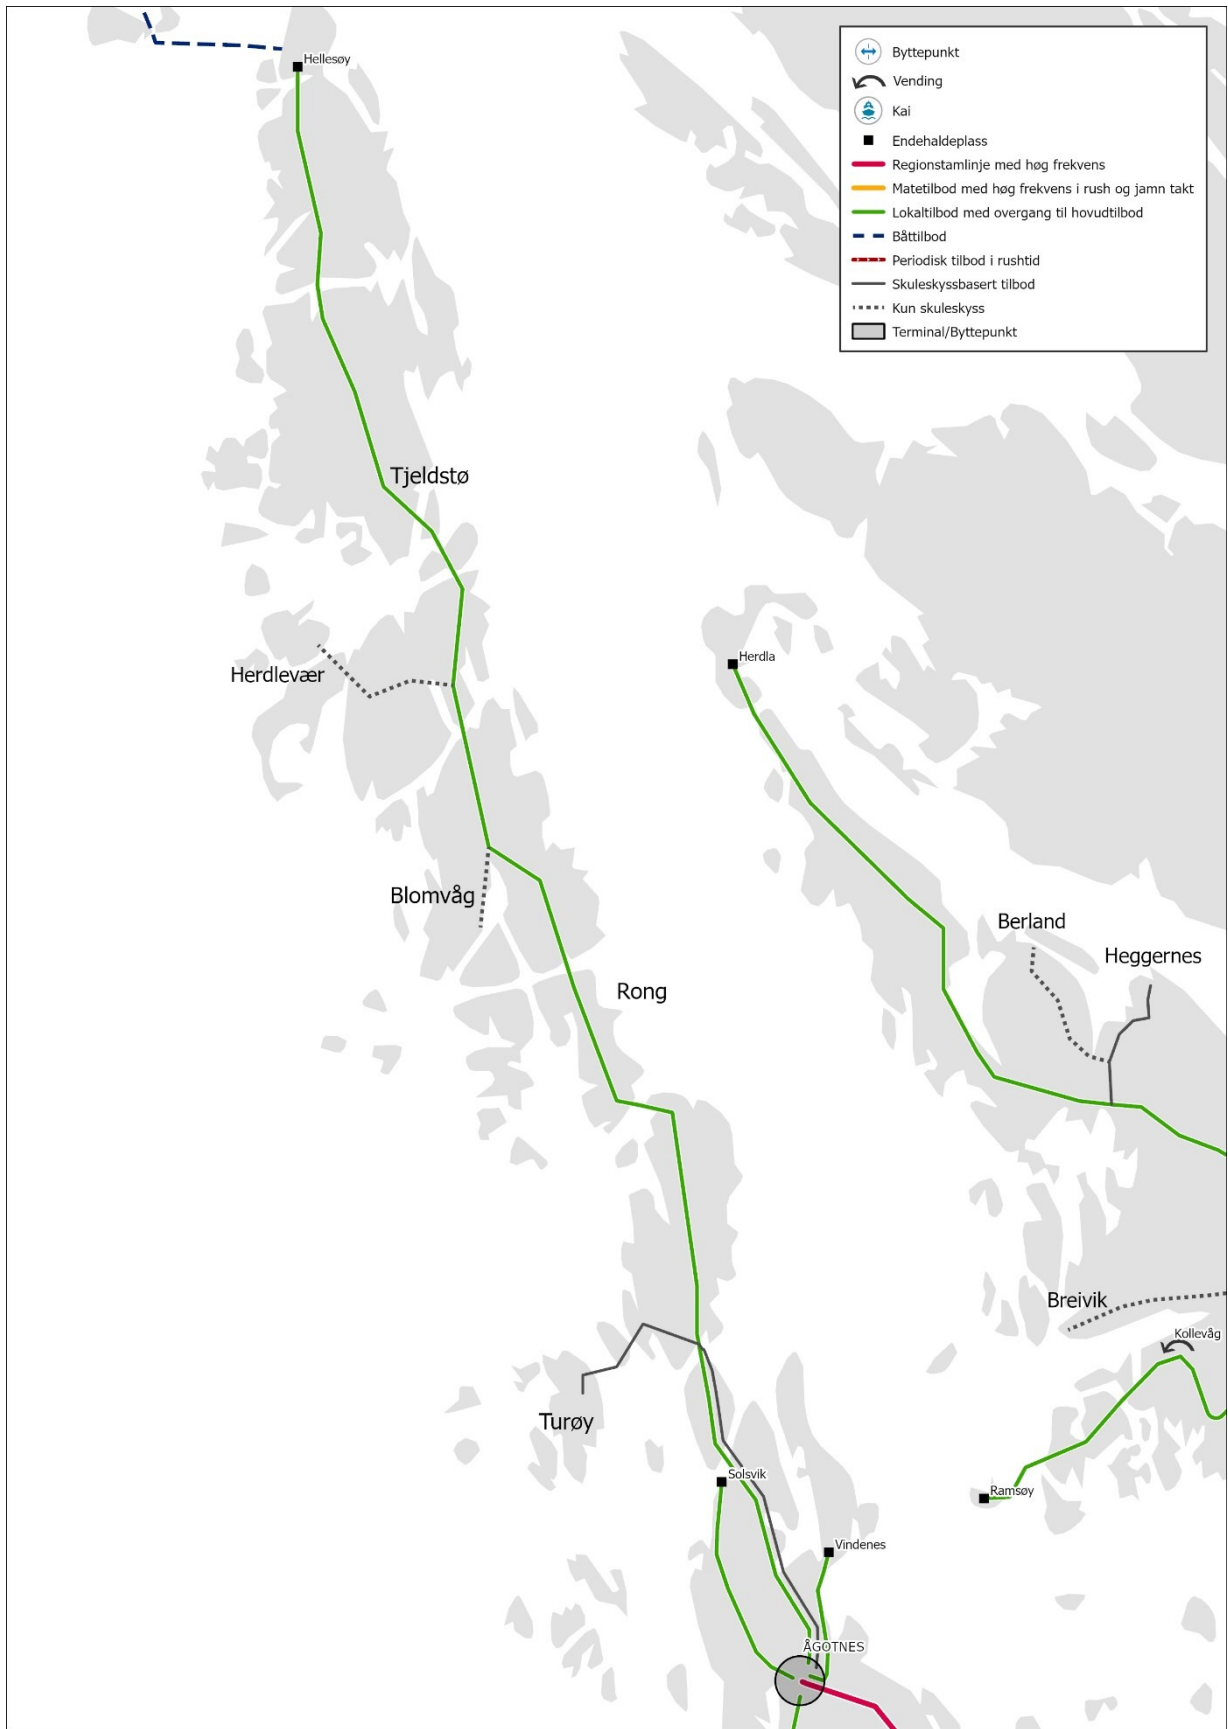 Hellesøy
Byttepunkt
Vending
Kai
Endehaldeplass
Regionstamlinje med høg frekvens
Matetilbod med høg frekvens i rush og jamn takt
Lokaltilbod med overgang til hovudtilbod
Båttilbod
Periodisk tilbod i rushtid
Skuleskyssbasert tilbod
Kun skuleskyss
Terminal/Byttepunkt
Tjeldstø
Herdla
Herdlevær
Blomvåg
Berland
Heggernes
Rong
Breivik
Kollevåg
Turøy
Solsvik
Ramsøy
Vindenes
ÅGOTNES